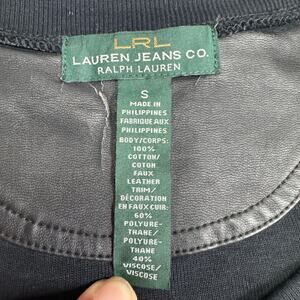 LRL
LAUREN JEANS CO.
RALPH LAUREN
S
MADE IN
PHILIPPINES
FABRIQUE AUX
PHILIPPINES
BODY/CORPS:
100%
COTTON/
COTON
FAUX
LEATHER
TRIM/
DÉCORATION
EN FAUX CUIR:
60%
POLYURE-
THANE/
POLYURE-
THANE
40%
VISCOSE/
VISCOSE